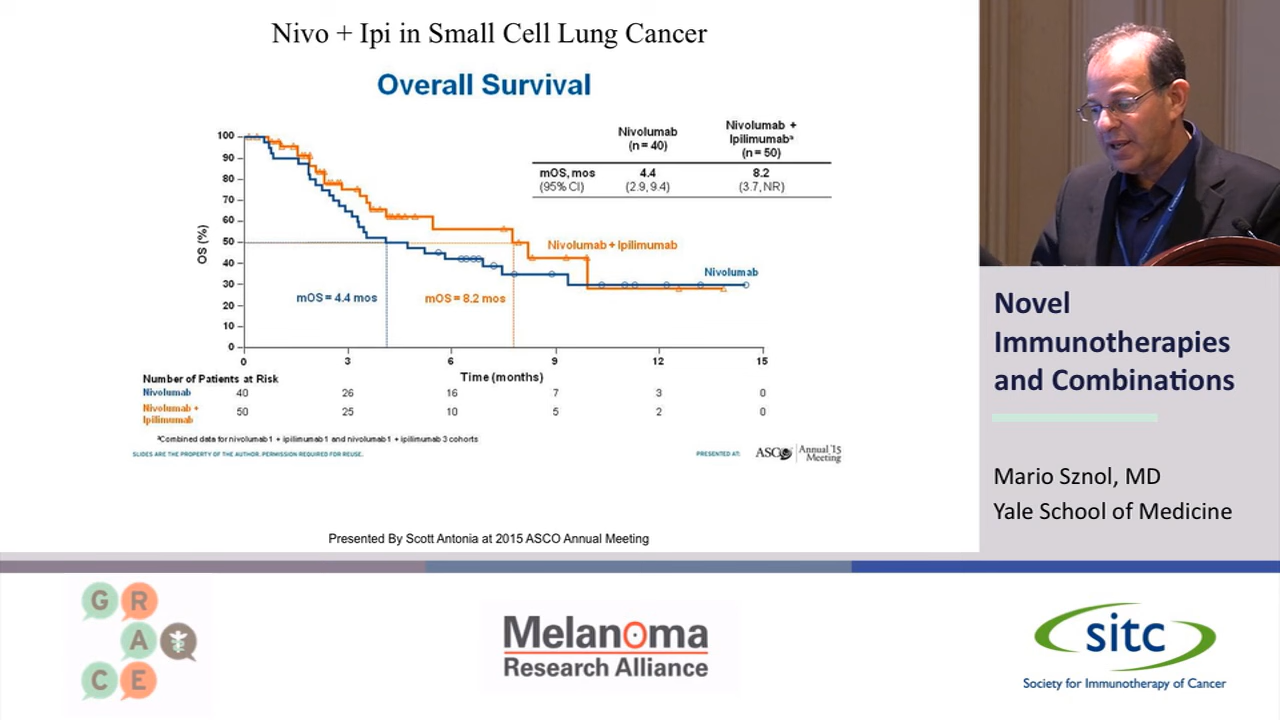 Nivo + Ipi in Small Cell Lung Cancer
Overall Survival
Nivolumab
(n = 40)
Nivolumab +
Ipilimumabª
(n = 50)
mOS, mos
4.4
8.2
(95% CI)
(2.9, 9.4)
(3.7, NR)
OS (%)
100
90
80
70
60
50
40
30
20
10
0
Nivolumab + Ipilimumab
Nivolumab
mOS = 4.4 mos
mOS = 8.2 mos
0
3
6
9
12
15
Time (months)
Number of Patients at Risk
Nivolumab
40
26
16
7
3
0
Nivolumab +
Ipilimumab
50
25
10
5
2
0
ªCombined data for nivolumab 1 + ipilimumab 1 and nivolumab 1 + ipilimumab 3 cohorts
SLIDES ARE THE PROPERTY OF THE AUTHOR. PERMISSION REQUIRED FOR REUSE.
PRESENTED AT:
ASCO
Annual '15
Meeting
Presented By Scott Antonia at 2015 ASCO Annual Meeting
Novel
Immunotherapies
and Combinations
Mario Sznol, MD
Yale School of Medicine
G R
A
C E
Melanoma
Research Alliance
sitc
Society for Immunotherapy of Cancer